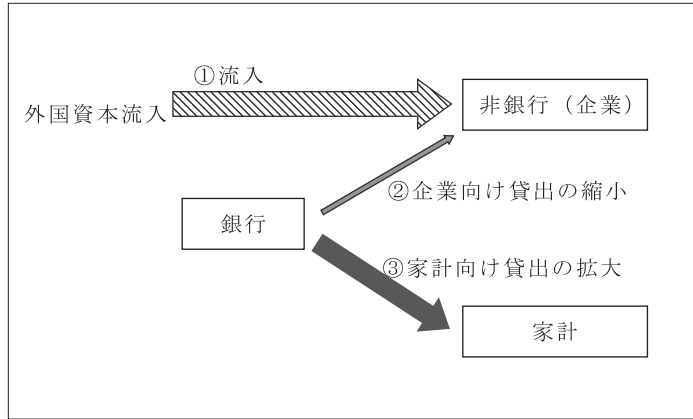 ①流入
外国資本流入
非銀行（企業）
②企業向け貸出の縮小
銀行
③家計向け貸出の拡大
家計